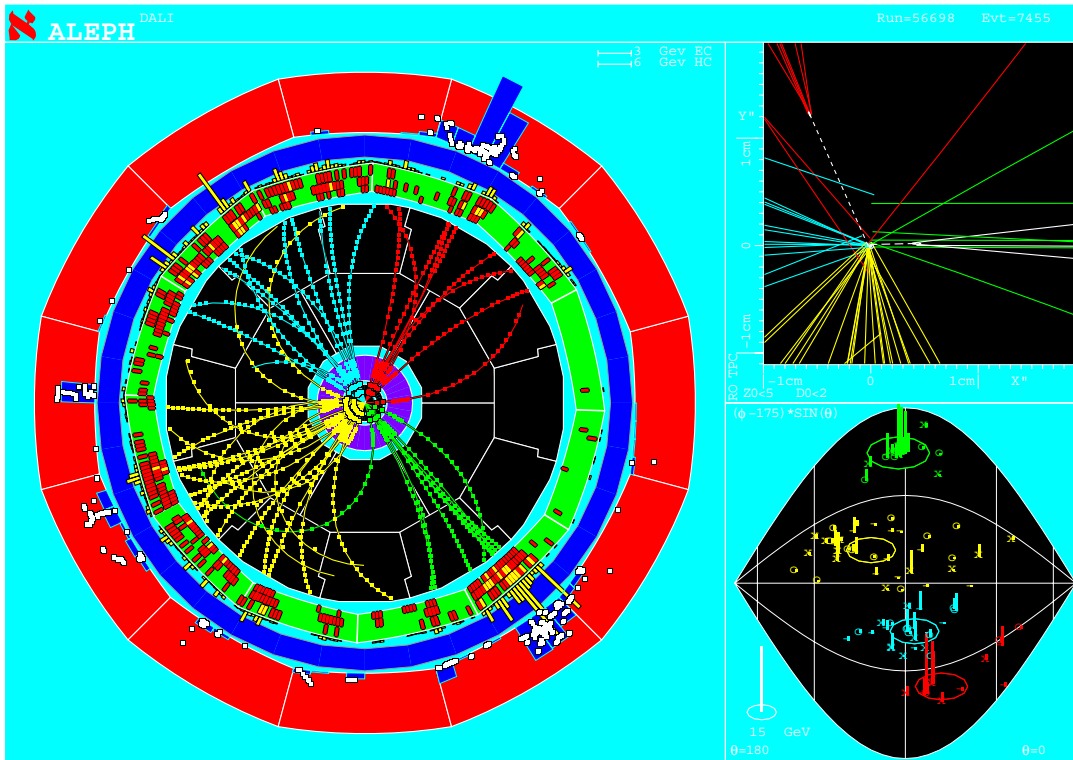 DALI
ℵ ALEPH
Run=56698 Evt=7455
3 Gev EC
6 Gev HC
Y"
1cm
0
-1cm
RO TPC
-1cm 0 1cm X"
Z0<5 D0<2
(ϕ-175)*SIN(θ)
15 GeV
θ=180 θ=0